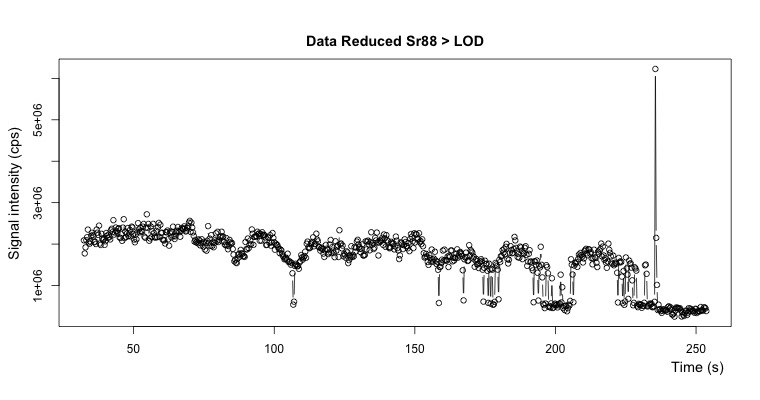 Data Reduced Sr88 > LOD
Signal intensity (cps)
5e+06
3e+06
1e+06
50 100 150 200 250
Time (s)